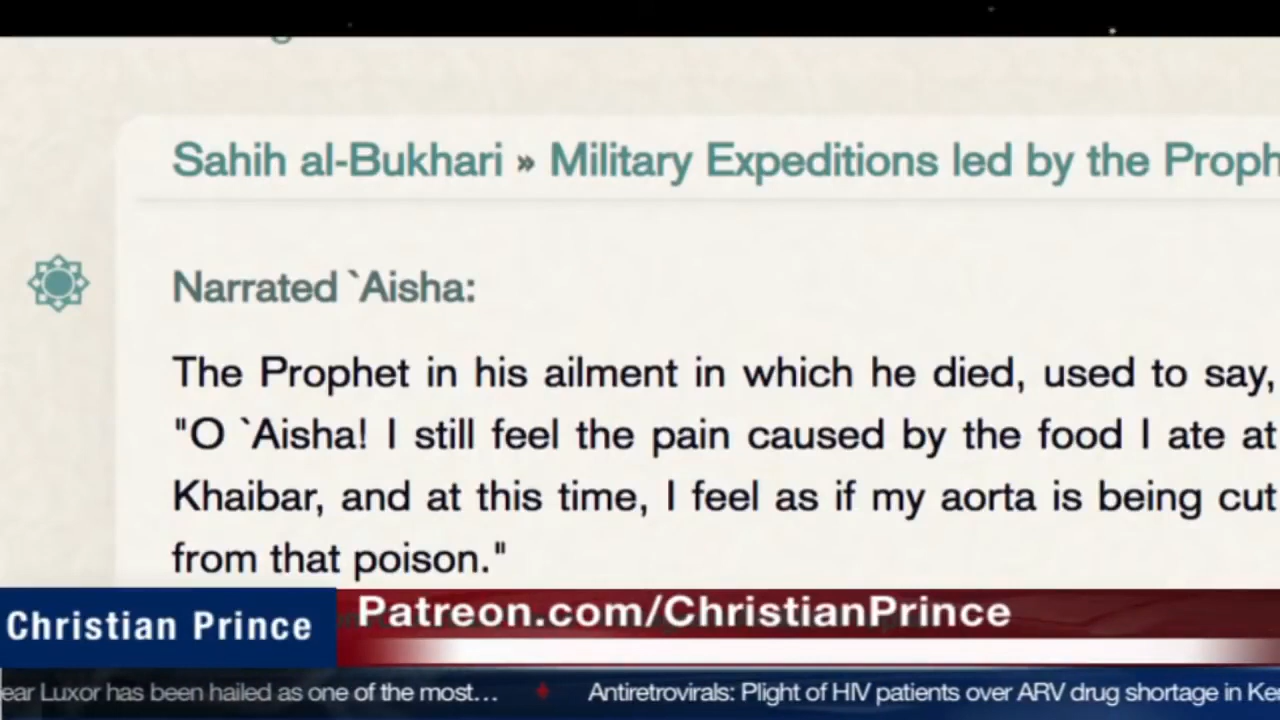 Sahih al-Bukhari » Military Expeditions led by the Proph
Narrated `Aisha:
The Prophet in his ailment in which he died, used to say,
"O `Aisha! I still feel the pain caused by the food I ate at
Khaibar, and at this time, I feel as if my aorta is being cut
from that poison."
Christian Prince
Patreon.com/ChristianPrince
ear Luxor has been hailed as one of the most... Antiretrovirals: Plight of HIV patients over ARV drug shortage in Ke